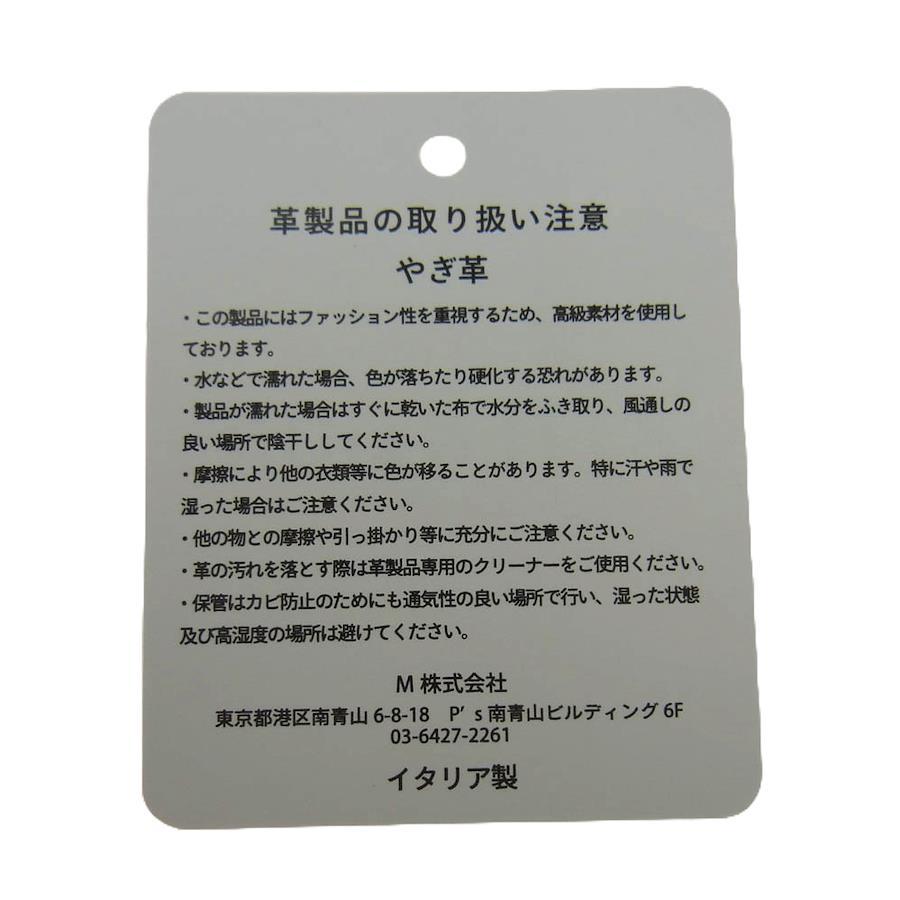 革製品の取り扱い注意
やぎ革
・この製品にはファッション性を重視するため、高級素材を使用し
ております。
・水などで濡れた場合、色が落ちたり硬化する恐れがあります。
・製品が濡れた場合はすぐに乾いた布で水分をふき取り、風通しの
良い場所で陰干ししてください。
・摩擦により他の衣類等に色が移ることがあります。特に汗や雨で
湿った場合はご注意ください。
・他の物との摩擦や引っ掛かり等に充分にご注意ください。
・革の汚れを落とす際は革製品専用のクリーナーをご使用ください。
・保管はカビ防止のためにも通気性の良い場所で行い、湿った状態
及び高湿度の場所は避けてください。
M 株式会社
東京都港区南青山 6-8-18　P’s 南青山ビルディング 6F
03-6427-2261
イタリア製